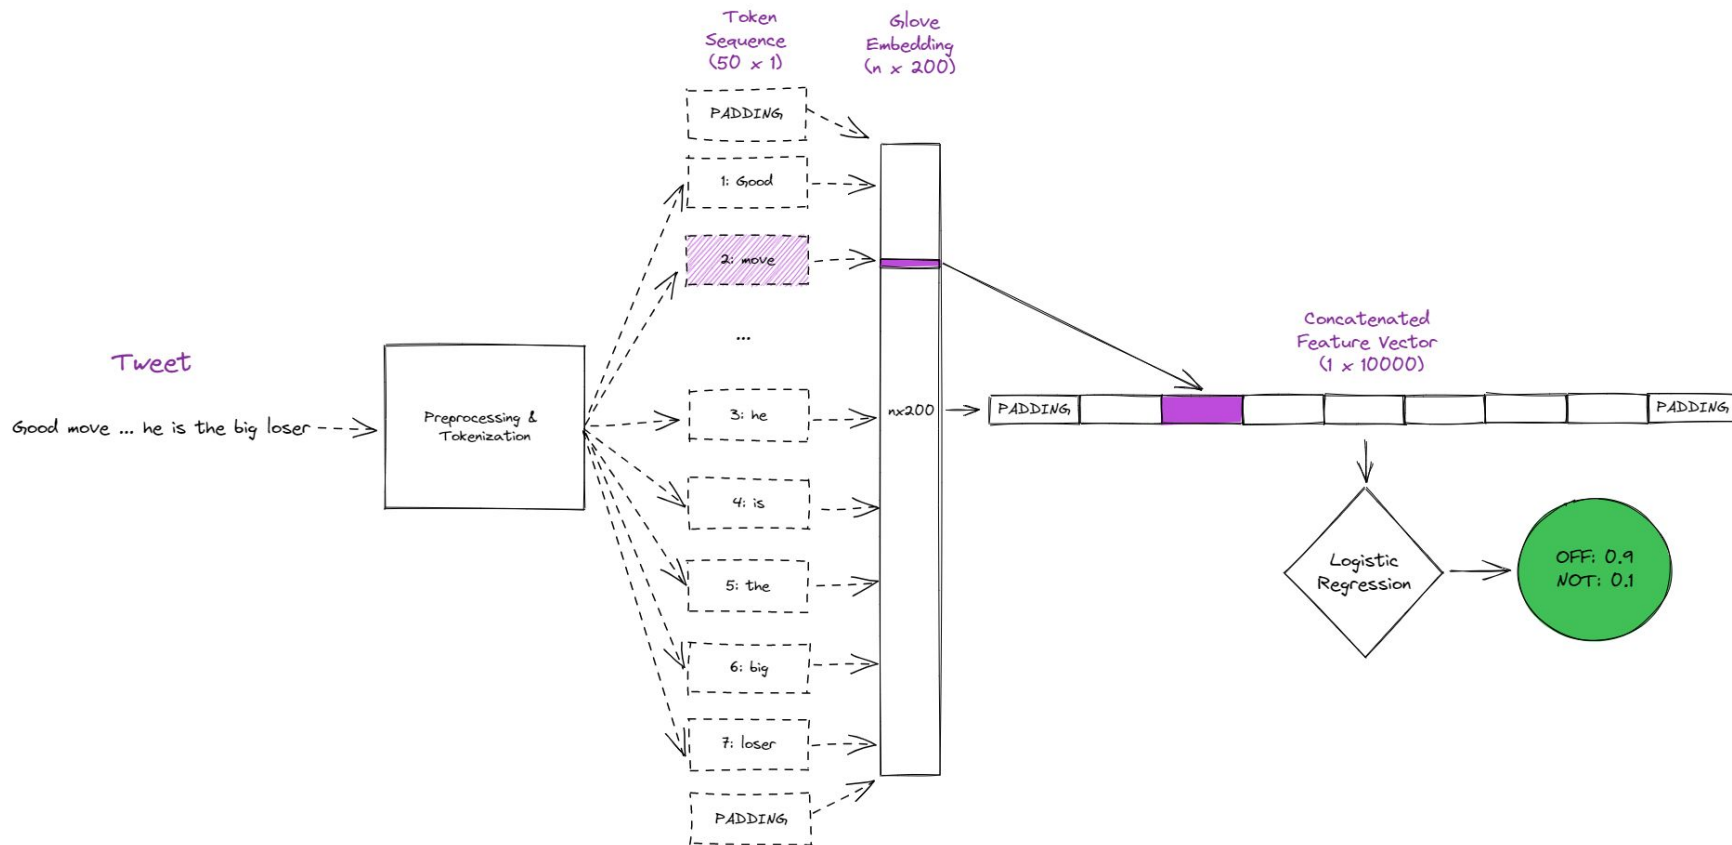 Token
Sequence
(50 x 1)
Glove
Embedding
(n x 200)
PADDING
1: Good
2: move
...
3: he
4: is
5: the
6: big
7: loser
PADDING
Tweet
Good move ... he is the big loser
Preprocessing &
Tokenization
nx200
Concatenated
Feature Vector
(1 x 10000)
PADDING
PADDING
Logistic
Regression
OFF: 0.9
NOT: 0.1